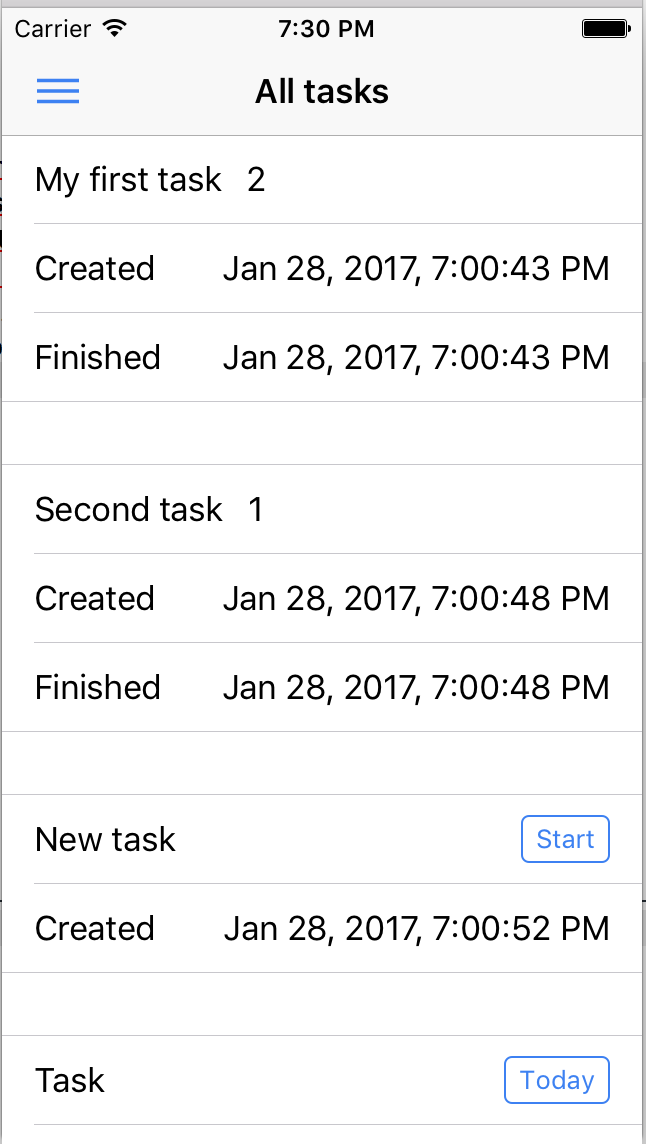 Carrier 7:30 PM
All tasks
My first task 2
Created Jan 28, 2017, 7:00:43 PM
Finished Jan 28, 2017, 7:00:43 PM
Second task 1
Created Jan 28, 2017, 7:00:48 PM
Finished Jan 28, 2017, 7:00:48 PM
New task Start
Created Jan 28, 2017, 7:00:52 PM
Task Today